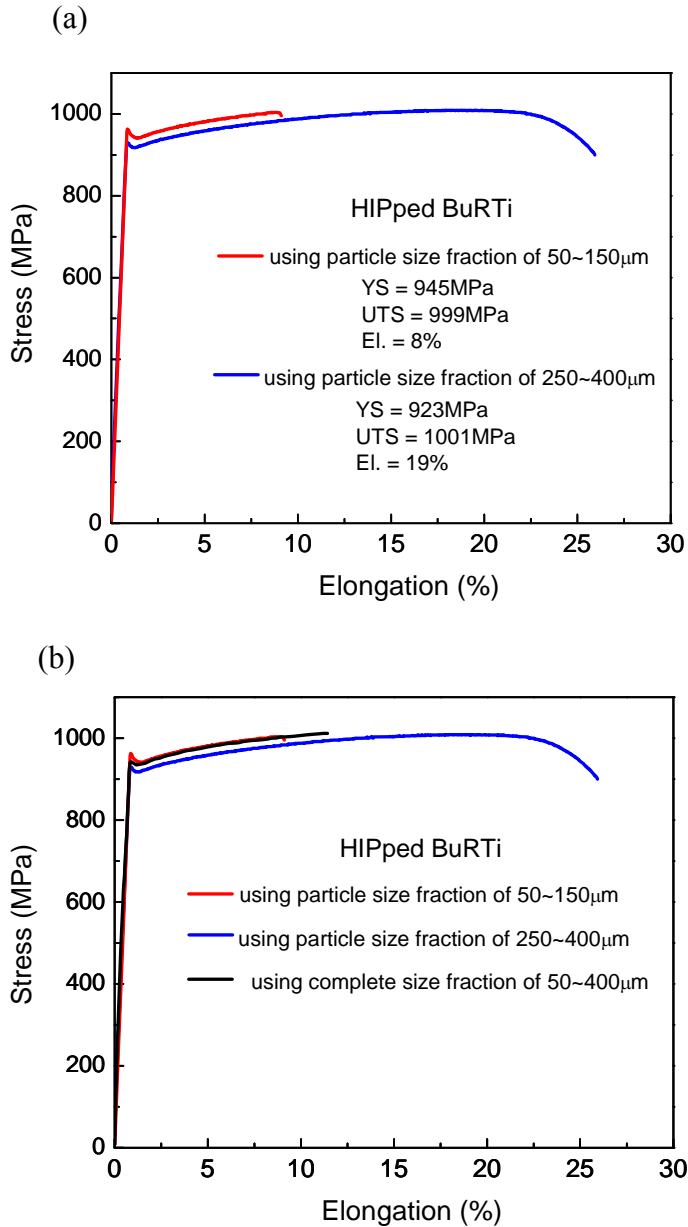 (a)
1000
800
600
400
200
0
Stress (MPa)
HIPped BuRTi
using particle size fraction of 50~150μm
YS = 945MPa
UTS = 999MPa
El. = 8%
using particle size fraction of 250~400μm
YS = 923MPa
UTS = 1001MPa
El. = 19%
0 5 10 15 20 25 30
Elongation (%)
(b)
1000
800
600
400
200
0
Stress (MPa)
HIPped BuRTi
using particle size fraction of 50~150μm
using particle size fraction of 250~400μm
using complete size fraction of 50~400μm
0 5 10 15 20 25 30
Elongation (%)